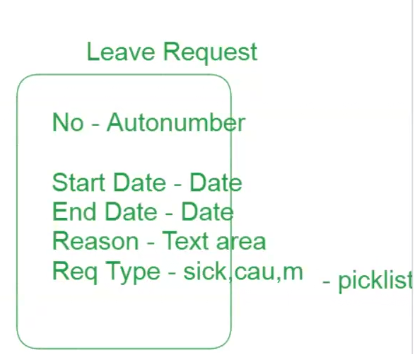 Leave Request
No - Autonumber
Start Date - Date
End Date - Date
Reason - Text area
Req Type - sick,cau,m - picklist